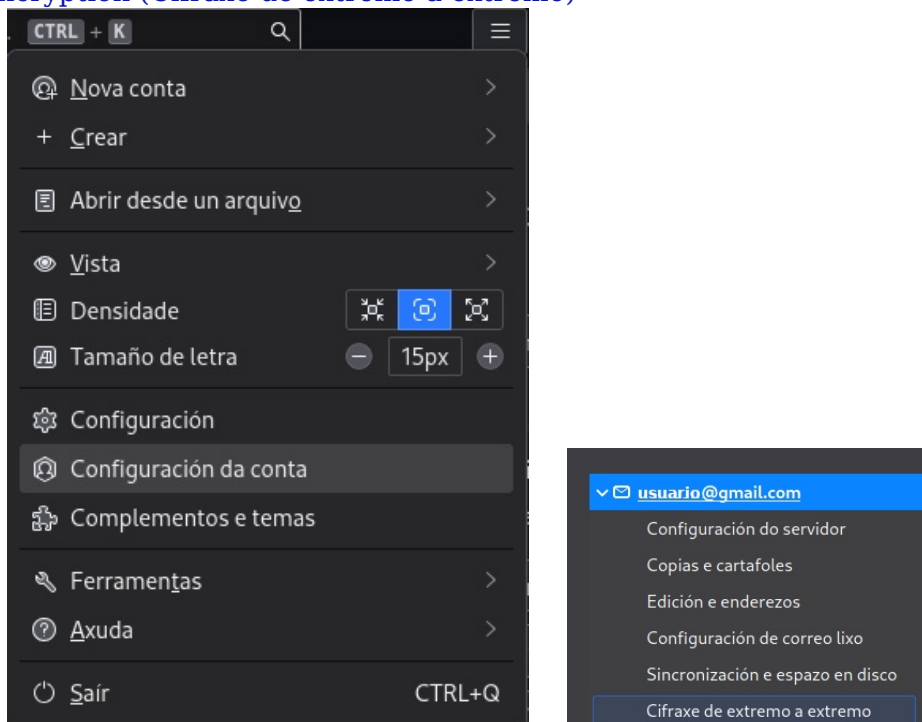 CTRL + K
Nova conta
Crear
Abrir desde un arquivo
Vista
Densidade
Tamaño de letra 15px
Configuración
Configuración da conta
Complementos e temas
Ferramentas
Axuda
Saír CTRL+Q
usuario@gmail.com
Configuración do servidor
Copias e cartafoles
Edición e enderezos
Configuración de correo lixo
Sincronización e espazo en disco
Cifraxe de extremo a extremo